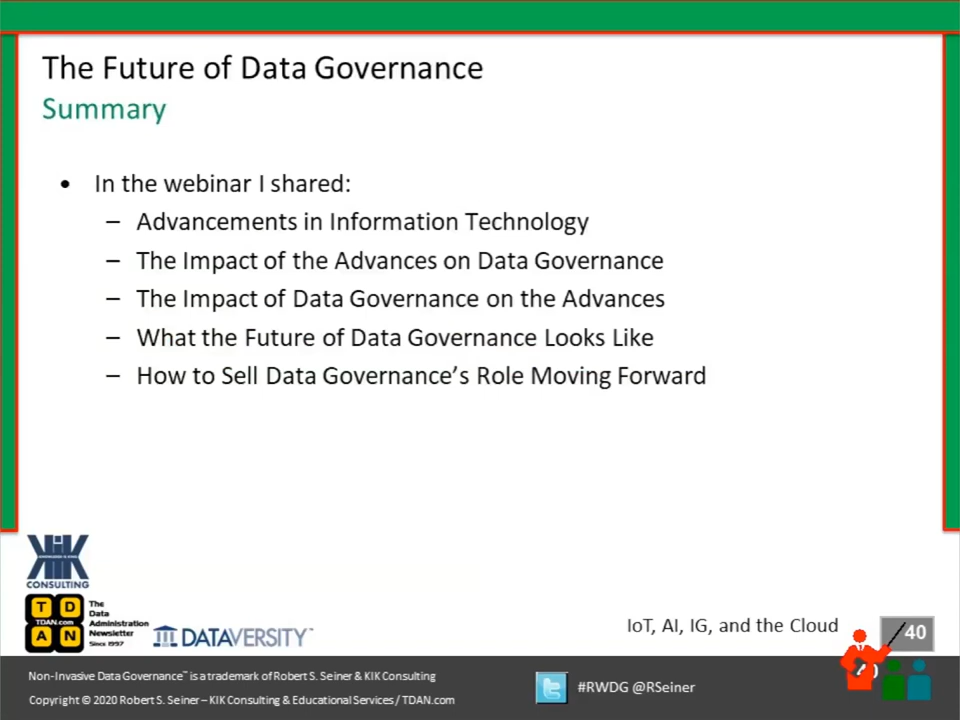 The Future of Data Governance
Summary
• In the webinar I shared:
– Advancements in Information Technology
– The Impact of the Advances on Data Governance
– The Impact of Data Governance on the Advances
– What the Future of Data Governance Looks Like
– How to Sell Data Governance’s Role Moving Forward
KIK
CONSULTING
T D
TDAN.com
A N
The
Data
Administration
Newsletter
Since 1997
DATAVERSITY™
IoT, AI, IG, and the Cloud
/40
40
Non-Invasive Data Governance™ is a trademark of Robert S. Seiner & KIK Consulting
Copyright © 2020 Robert S. Seiner – KIK Consulting & Educational Services / TDAN.com
#RWDG @RSeiner